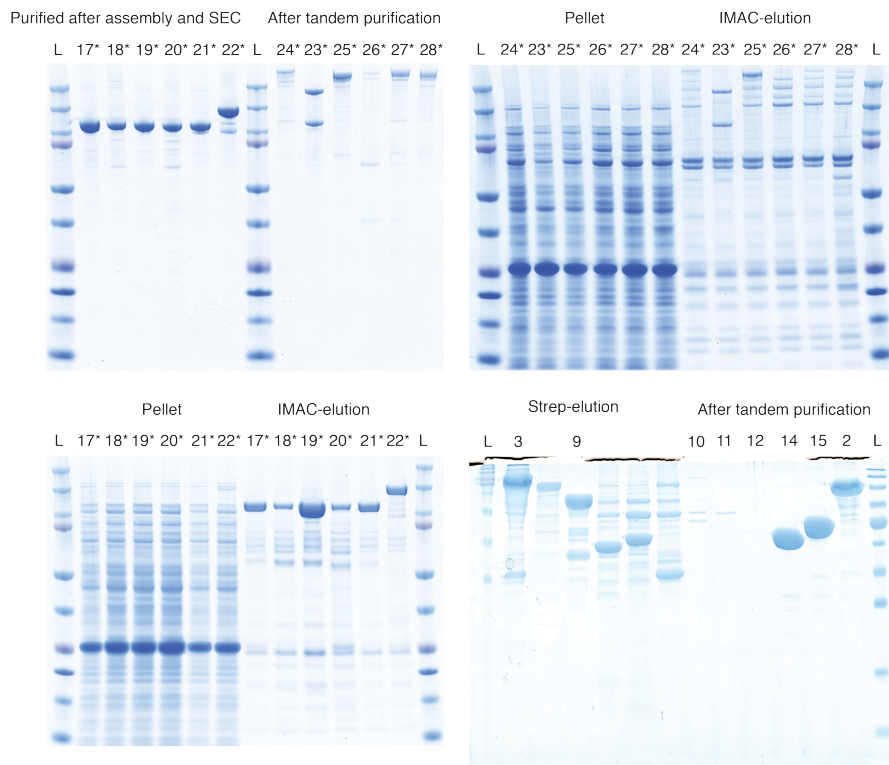 Purified after assembly and SEC After tandem purification
L 17* 18* 19* 20* 21* 22* L 24* 23* 25* 26* 27* 28*
Pellet IMAC-elution
L 24* 23* 25* 26* 27* 28* 24* 23* 25* 26* 27* 28* L
Pellet IMAC-elution
L 17* 18* 19* 20* 21* 22* 17* 18* 19* 20* 21* 22* L
Strep-elution After tandem purification
L 3 9 10 11 12 14 15 2 L